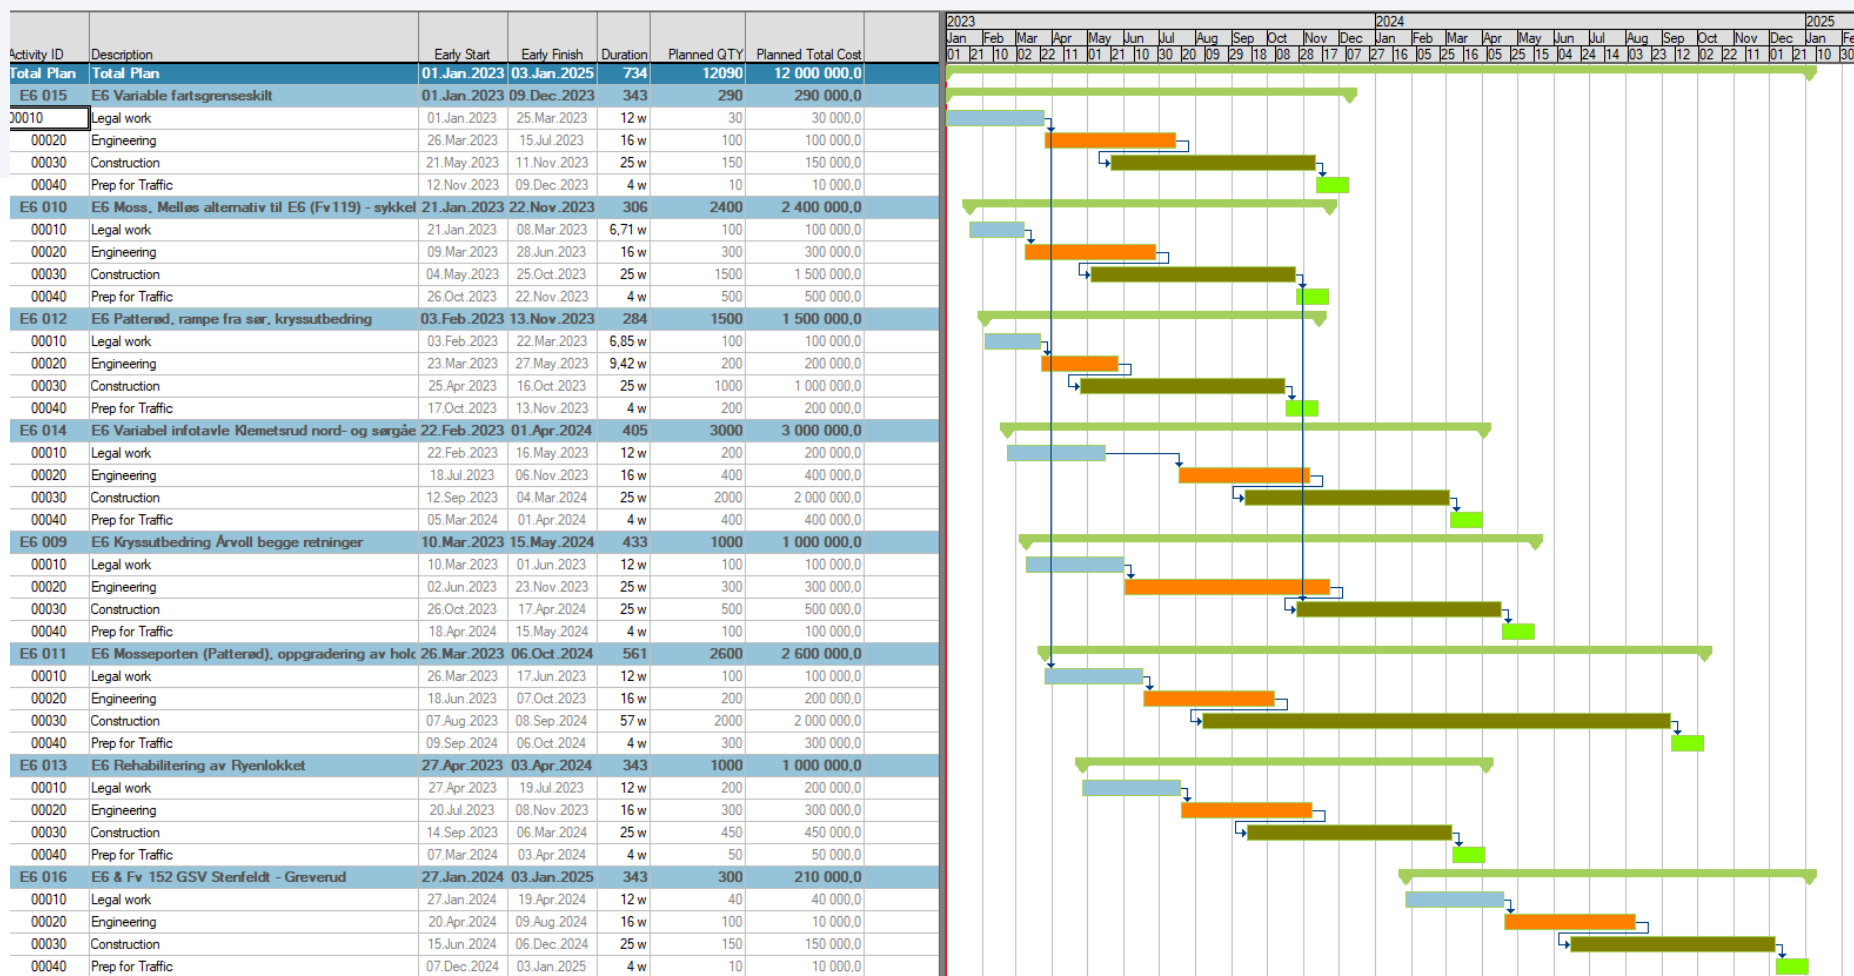 2023 2024 2025
Jan Feb Mar Apr May Jun Jul Sep Oct Nov Dec Jan Feb Mar Apr May Jun Jul Aug Sep Oct Nov Dec Jan Fe
Activity ID Description Early Start Early Finish Duration Planned QTY Planned Total Cost 01 21 10 02 22 11 01 21 10 30 20 09 29 18 08 28 17 07 27 16 05 25 16 05 25 15 04 24 14 03 23 12 02 22 11 01 21 10 30
Total Plan Total Plan 01.Jan.2023 03.Jan.2025 734 12090 12 000 000,0
E6 015 E6 Variable fartsgrenseskilt 01.Jan.2023 09.Dec.2023 343 290 290 000,0
00010 Legal work 01.Jan.2023 25.Mar.2023 12 w 30 30 000,0
00020 Engineering 26.Mar.2023 15.Jul.2023 16 w 100 100 000,0
00030 Construction 21.May.2023 11.Nov.2023 25 w 150 150 000,0
00040 Prep for Traffic 12.Nov.2023 09.Dec.2023 4 w 10 10 000,0
E6 010 E6 Moss, Melløs alternativ til E6 (Fv119) - sykkel 21.Jan.2023 22.Nov.2023 306 2400 2 400 000,0
00010 Legal work 21.Jan.2023 08.Mar.2023 6,71 w 100 100 000,0
00020 Engineering 09.Mar.2023 28.Jun.2023 16 w 300 300 000,0
00030 Construction 04.May.2023 25.Oct.2023 25 w 1500 1 500 000,0
00040 Prep for Traffic 26.Oct.2023 22.Nov.2023 4 w 500 500 000,0
E6 012 E6 Patterød, rampe fra sør, kryssutbedring 03.Feb.2023 13.Nov.2023 284 1500 1 500 000,0
00010 Legal work 03.Feb.2023 22.Mar.2023 6,85 w 100 100 000,0
00020 Engineering 23.Mar.2023 27.May.2023 9,42 w 200 200 000,0
00030 Construction 25.Apr.2023 16.Oct.2023 25 w 1000 1 000 000,0
00040 Prep for Traffic 17.Oct.2023 13.Nov.2023 4 w 200 200 000,0
E6 014 E6 Variabel infotavle Klemetsrud nord- og sørgåe 22.Feb.2023 01.Apr.2024 405 3000 3 000 000,0
00010 Legal work 22.Feb.2023 16.May.2023 12 w 200 200 000,0
00020 Engineering 18.Jul.2023 06.Nov.2023 16 w 400 400 000,0
00030 Construction 12.Sep.2023 04.Mar.2024 25 w 2000 2 000 000,0
00040 Prep for Traffic 05.Mar.2024 01.Apr.2024 4 w 400 400 000,0
E6 009 E6 Kryssutbedring Årvoll begge retninger 10.Mar.2023 15.May.2024 433 1000 1 000 000,0
00010 Legal work 10.Mar.2023 01.Jun.2023 12 w 100 100 000,0
00020 Engineering 02.Jun.2023 23.Nov.2023 25 w 300 300 000,0
00030 Construction 26.Oct.2023 17.Apr.2024 25 w 500 500 000,0
00040 Prep for Traffic 18.Apr.2024 15.May.2024 4 w 100 100 000,0
E6 011 E6 Mosseporten (Patterød), oppgradering av holc 26.Mar.2023 06.Oct.2024 561 2600 2 600 000,0
00010 Legal work 26.Mar.2023 17.Jun.2023 12 w 100 100 000,0
00020 Engineering 18.Jun.2023 07.Oct.2023 16 w 200 200 000,0
00030 Construction 07.Aug.2023 08.Sep.2024 57 w 2000 2 000 000,0
00040 Prep for Traffic 09.Sep.2024 06.Oct.2024 4 w 300 300 000,0
E6 013 E6 Rehabilitering av Ryenlokket 27.Apr.2023 03.Apr.2024 343 1000 1 000 000,0
00010 Legal work 27.Apr.2023 19.Jul.2023 12 w 200 200 000,0
00020 Engineering 20.Jul.2023 08.Nov.2023 16 w 300 300 000,0
00030 Construction 14.Sep.2023 06.Mar.2024 25 w 450 450 000,0
00040 Prep for Traffic 07.Mar.2024 03.Apr.2024 4 w 50 50 000,0
E6 016 E6 & Fv 152 GSV Stenfeldt - Greverud 27.Jan.2024 03.Jan.2025 343 300 210 000,0
00010 Legal work 27.Jan.2024 19.Apr.2024 12 w 40 40 000,0
00020 Engineering 20.Apr.2024 09.Aug.2024 16 w 100 10 000,0
00030 Construction 15.Jun.2024 06.Dec.2024 25 w 150 150 000,0
00040 Prep for Traffic 07.Dec.2024 03.Jan.2025 4 w 10 10 000,0